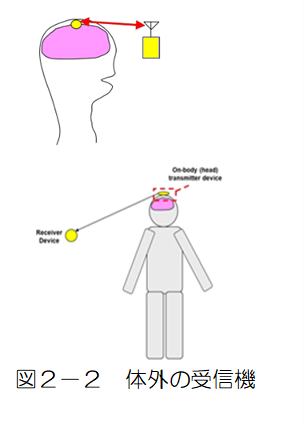 On-body (head)
transmitter device
Receiver
Device
図２－２　体外の受信機